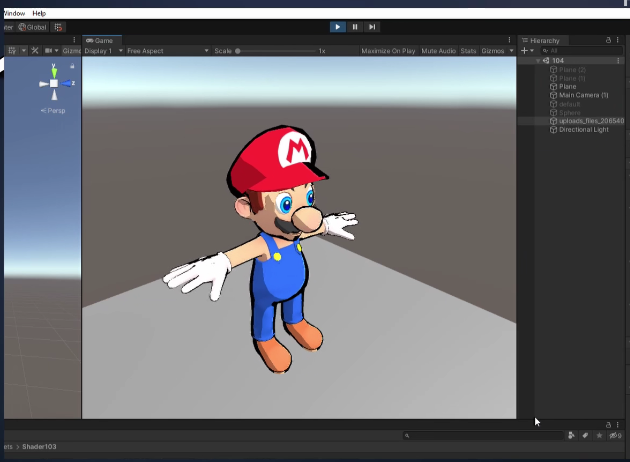 Window Help
Global
Game
Hierarchy
Gizmo
Display 1 Free Aspect Scale 1x Maximize On Play Mute Audio Stats Gizmos
All
104
Plane (2)
Plane (1)
Plane
Main Camera (1)
default
Sphere
uploads_files_206540
Directional Light
y
z
Persp
M
9
ets > Shader103